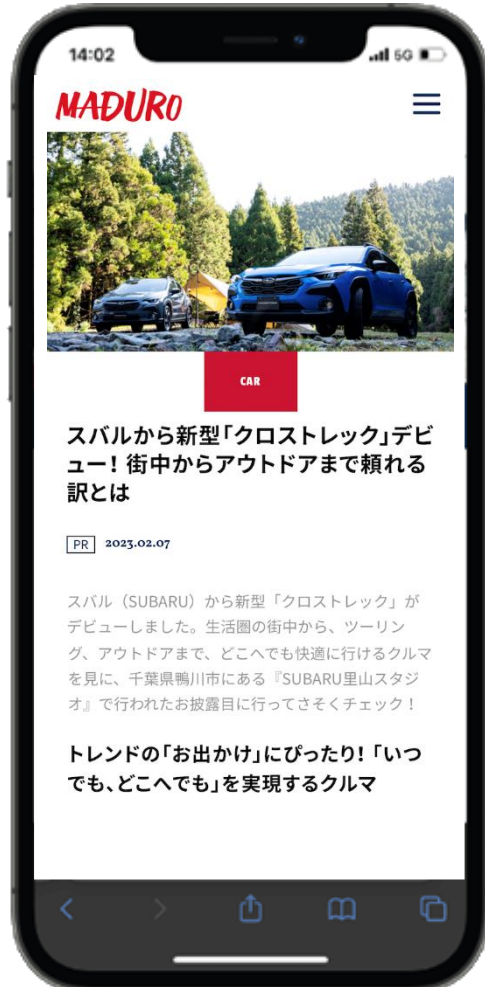 14:02
5G
MADURO
CAR
スバルから新型「クロストレック」デビ
ュー！ 街中からアウトドアまで頼れる
訳とは
PR 2023.02.07
スバル（SUBARU）から新型「クロストレック」が
デビューしました。生活圏の街中から、ツーリン
グ、アウトドアまで、どこへでも快適に行けるクルマ
を見に、千葉県鴨川市にある『SUBARU里山スタジ
オ』で行われたお披露目に行ってさそくチェック！
トレンドの「お出かけ」にぴったり！「いつ
でも、どこへでも」を実現するクルマ